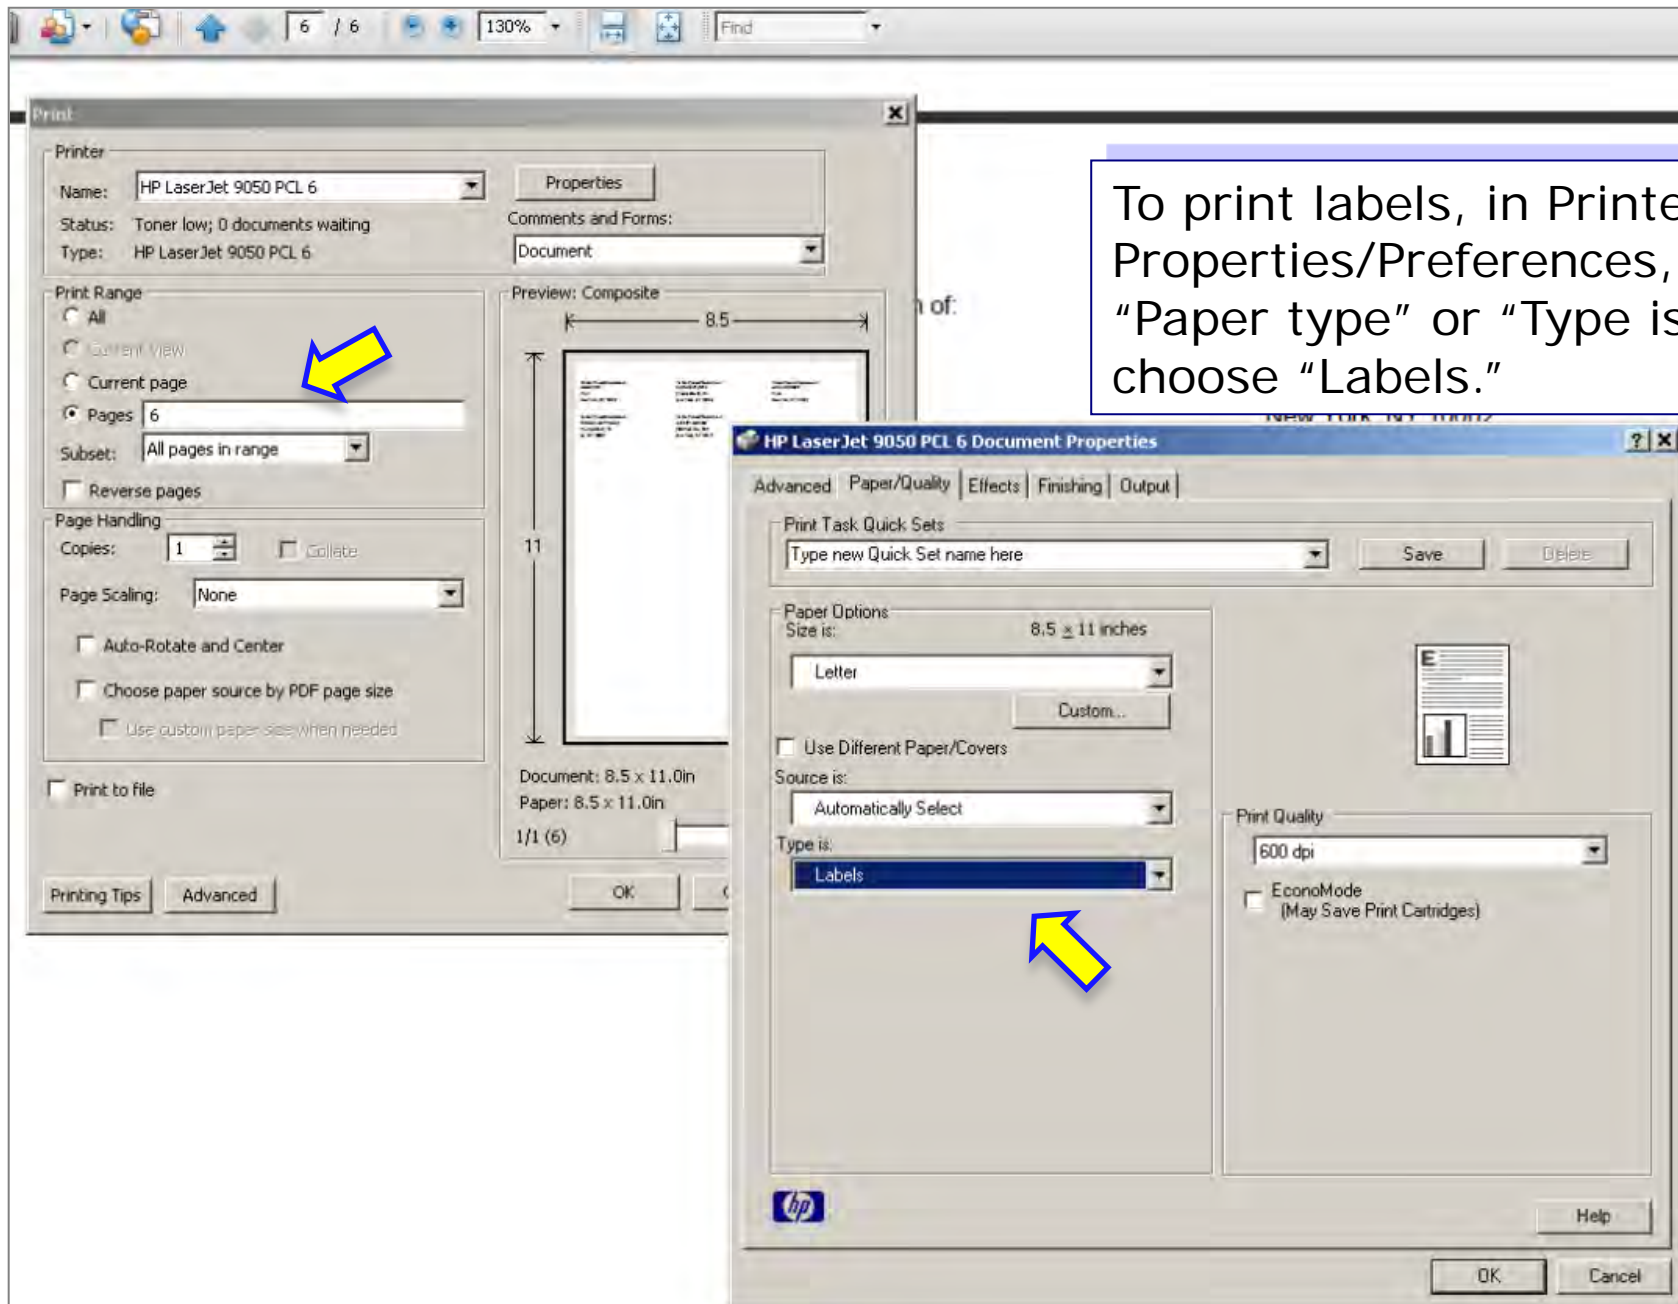 6 / 6 130% Find
Print
Printer
Name: HP LaserJet 9050 PCL 6 Properties
Status: Toner low; 0 documents waiting Comments and Forms:
Type: HP LaserJet 9050 PCL 6 Document
Print Range
All
Current view
Current page
Pages 6
Subset: All pages in range
Reverse pages
Page Handling
Copies: 1 Collate
Page Scaling: None
Auto-Rotate and Center
Choose paper source by PDF page size
Use custom paper size when needed
Print to file
Printing Tips Advanced
Preview: Composite
8.5
11
Document: 8.5 x 11.0in
Paper: 8.5 x 11.0in
1/1 (6)
OK
of:
To print labels, in Printe
Properties/Preferences,
“Paper type” or “Type is
choose “Labels.”
New York, NY 10002
HP LaserJet 9050 PCL 6 Document Properties
Advanced Paper/Quality Effects Finishing Output
Print Task Quick Sets
Type new Quick Set name here Save Delete
Paper Options
Size is: 8.5 x 11 inches
Letter
Custom...
Use Different Paper/Covers
Source is:
Automatically Select
Type is:
Labels
E
Print Quality
600 dpi
EconoMode
(May Save Print Cartridges)
hp
Help
OK Cancel